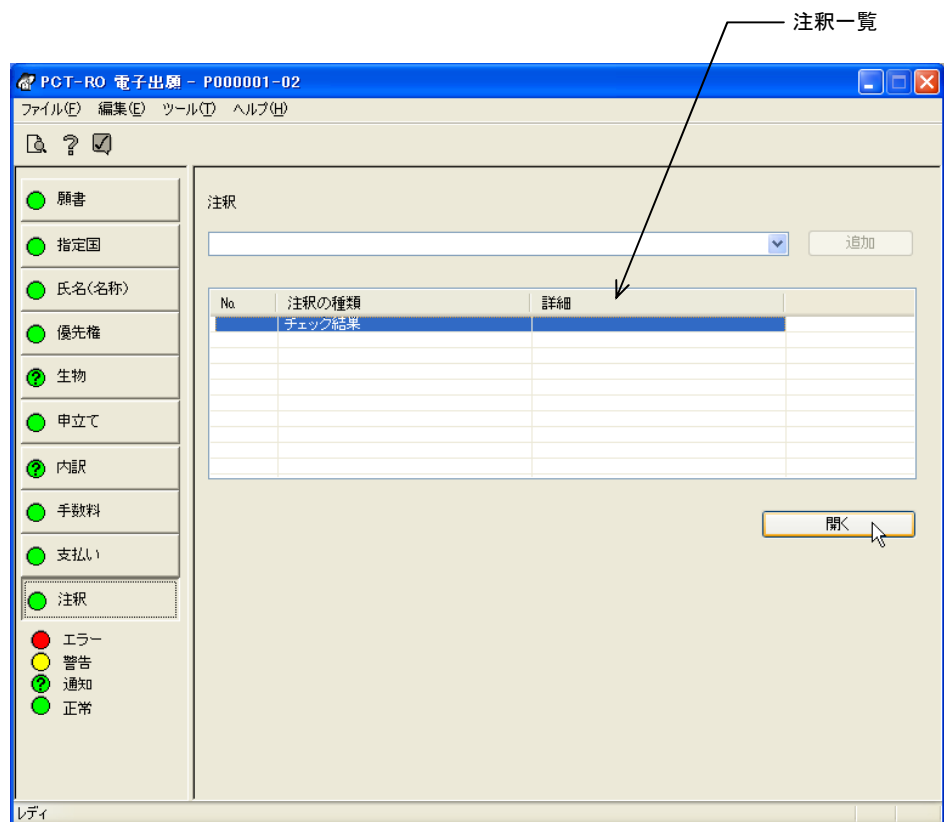 注釈一覧
PCT-RO 電子出願 - P000001-02
ファイル(F) 編集(E) ツール(T) ヘルプ(H)
願書
指定国
氏名(名称)
優先権
生物
申立て
内訳
手数料
支払い
注釈
エラー
警告
通知
正常
注釈
追加
No. 注釈の種類 詳細
チェック結果
開く
レディ